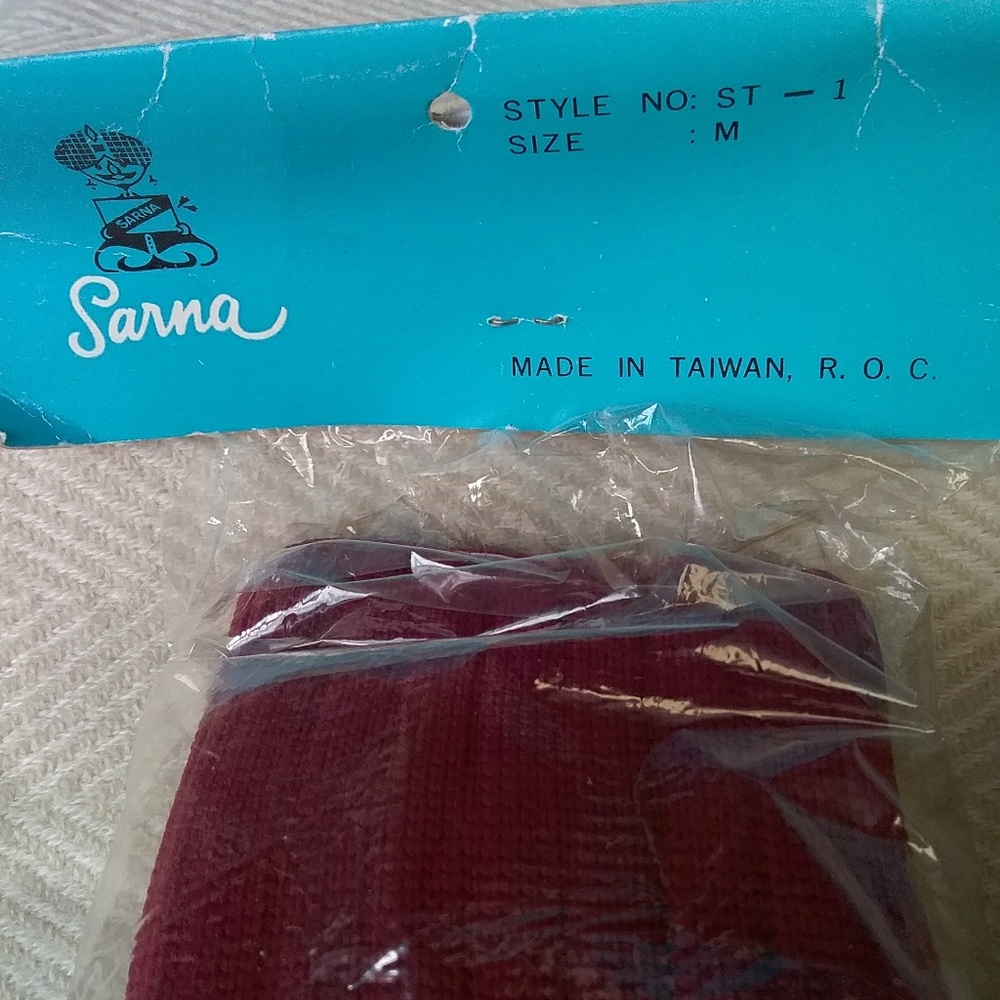 STYLE NO: ST - 1
SIZE : M
SARNA
Sarna
MADE IN TAIWAN, R. O. C.